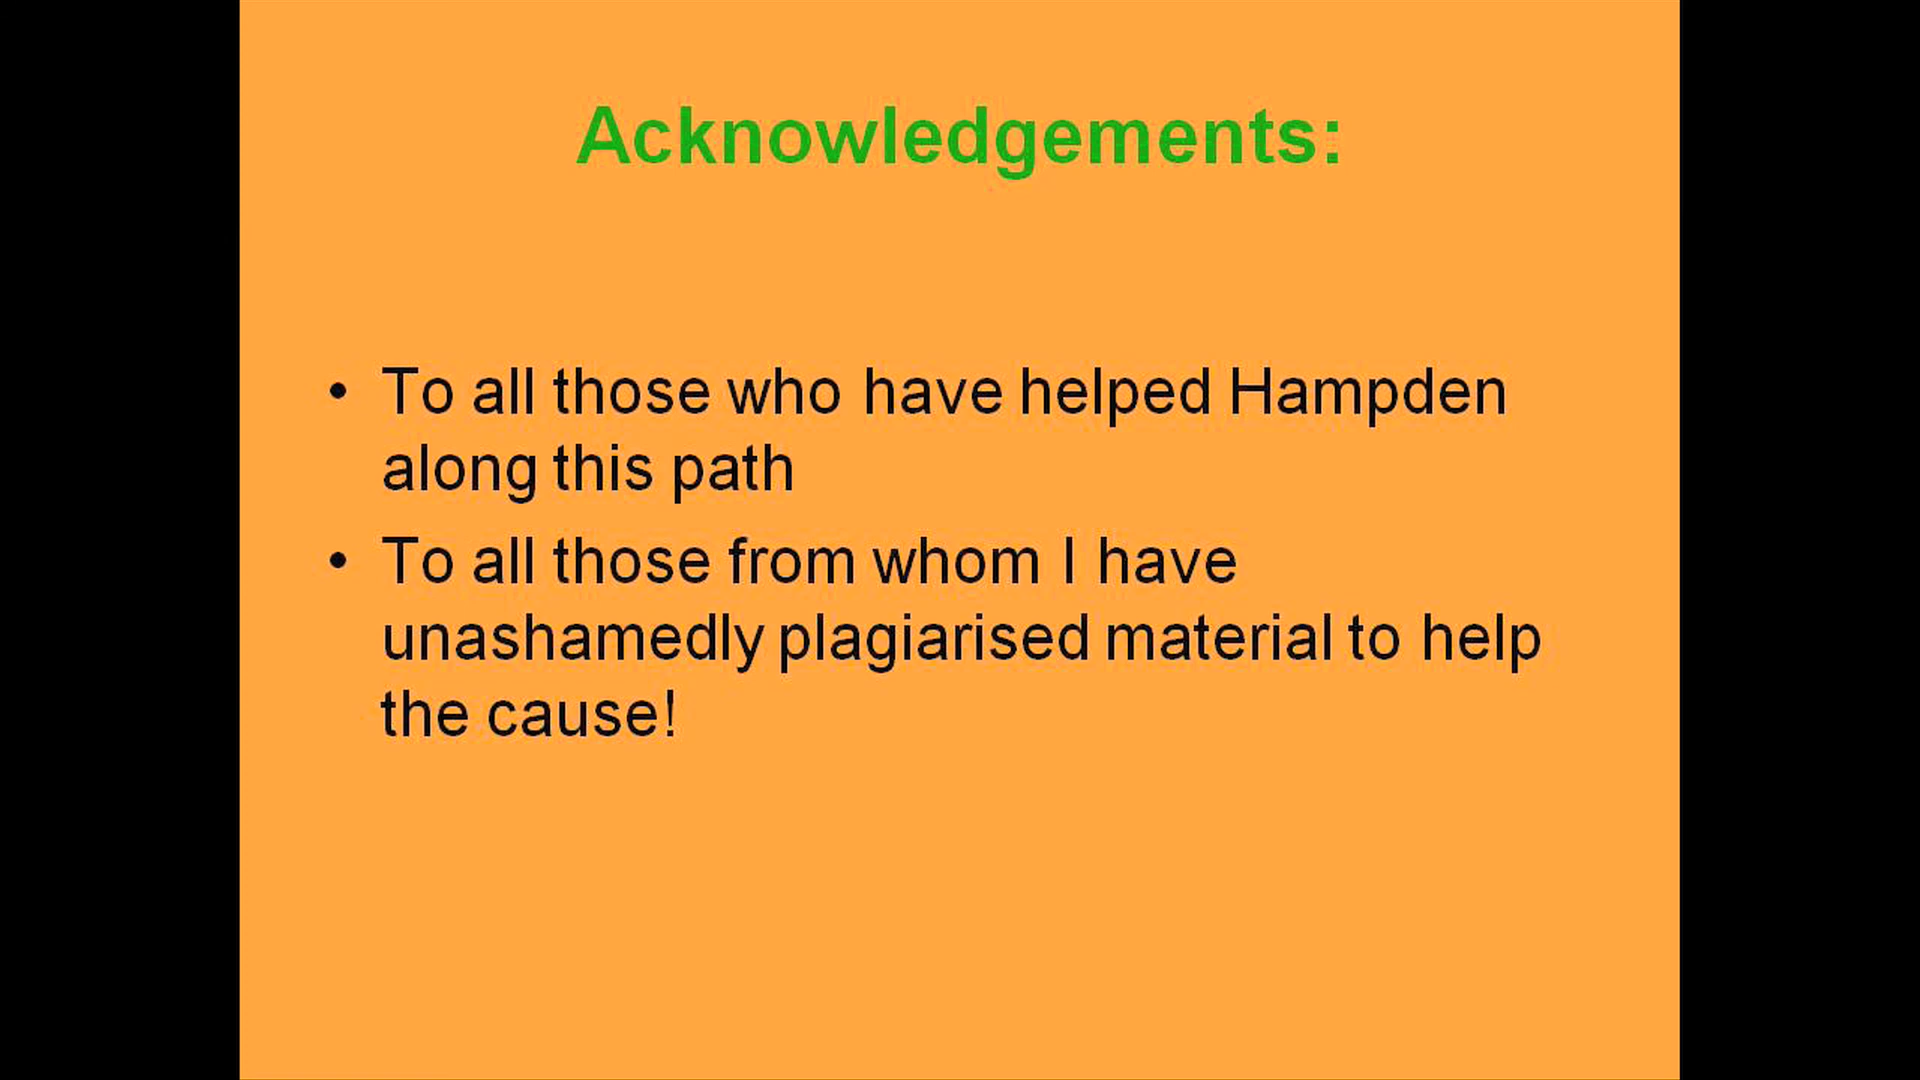 Acknowledgements:
• To all those who have helped Hampden
along this path
• To all those from whom I have
unashamedly plagiarised material to help
the cause!